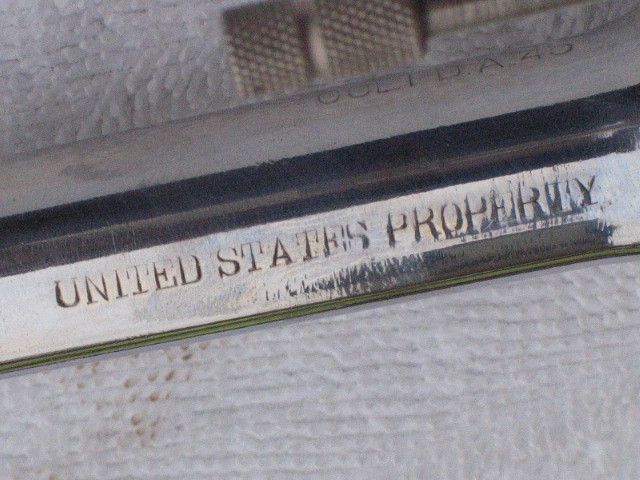 COLT D.A. 45
UNITED STATES PROPERTY